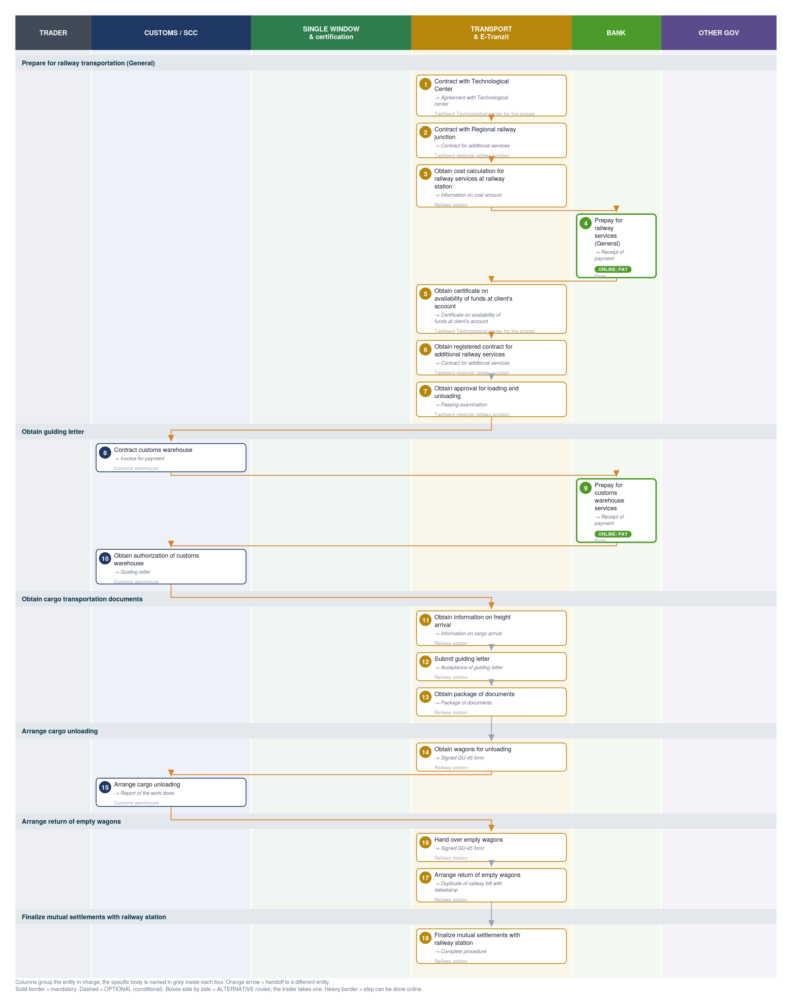 TRADER
CUSTOMS / SCC
SINGLE WINDOW
& certification
TRANSPORT
& E-Tranzit
BANK
OTHER GOV
Prepare for railway transportation (General)
1
Contract with Technological
Center
→ Agreement with Technological
center
Tashkent Technological center for the proces
2
Contract with Regional railway
junction
→ Contract for additional services
Tashkent regional railway junction
3
Obtain cost calculation for
railway services at railway
station
→ Information on cost amount
Railway station
4
Prepay for
railway
services
(General)
→ Receipt of
payment
ONLINE: PAY
Bank
5
Obtain certificate on
availability of funds at client's
account
→ Certificate on availability of
funds at client's account
Tashkent Technological center for the proces
6
Obtain registered contract for
additional railway services
→ Contract for additional services
Tashkent regional railway junction
7
Obtain approval for loading and
unloading
→ Passing examination
Tashkent regional railway junction
Obtain guiding letter
8
Contract customs warehouse
→ Invoice for payment
Customs warehouse
9
Prepay for
customs
warehouse
services
→ Receipt of
payment
ONLINE: PAY
Bank
10
Obtain authorization of customs
warehouse
→ Guiding letter
Customs warehouse
Obtain cargo transportation documents
11
Obtain information on freight
arrival
→ Information on cargo arrival
Railway station
12
Submit guiding letter
→ Acceptance of guiding letter
Railway station
13
Obtain package of documents
→ Package of documents
Railway station
Arrange cargo unloading
14
Obtain wagons for unloading
→ Signed GU-45 form
Railway station
15
Arrange cargo unloading
→ Report of the work done
Customs warehouse
Arrange return of empty wagons
16
Hand over empty wagons
→ Signed GU-45 form
Railway station
17
Arrange return of empty wagons
→ Duplicate of railway bill with
datestamp
Railway station
Finalize mutual settlements with railway station
18
Finalize mutual settlements with
railway station
→ Complete procedure
Railway station
Columns group the entity in charge; the specific body is named in grey inside each box. Orange arrow = handoff to a different entity.
Solid border = mandatory. Dashed = OPTIONAL (conditional). Boxes side by side = ALTERNATIVE routes; the trader takes one. Heavy border = step can be done online.